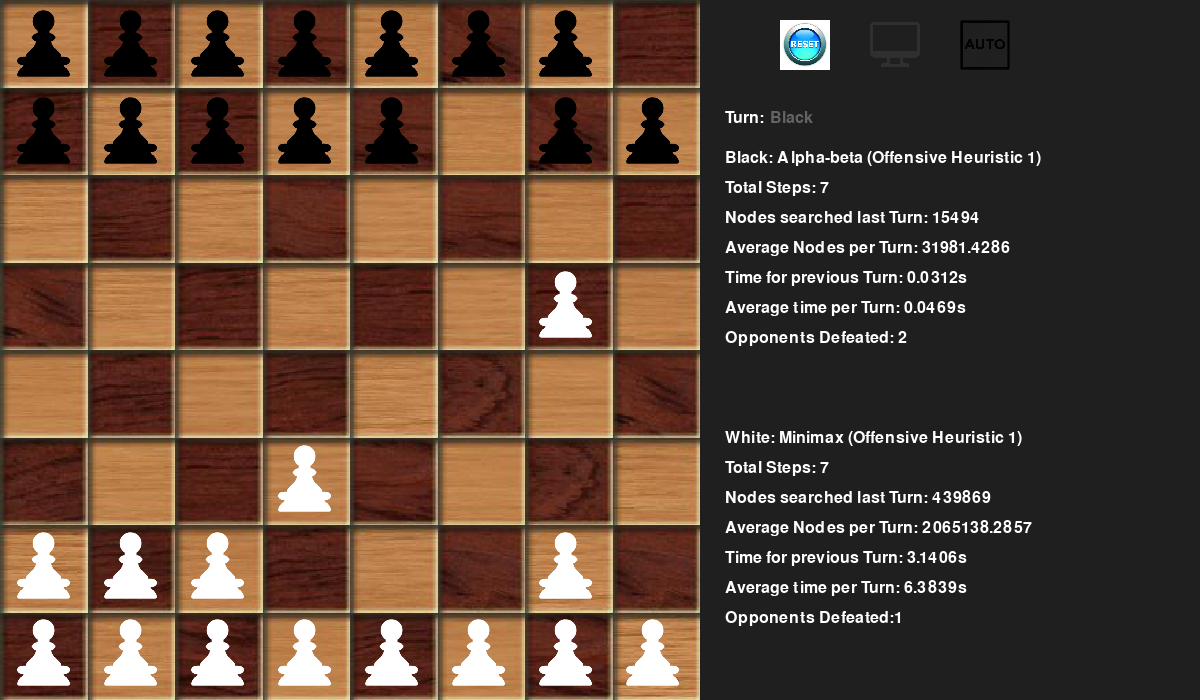 RESET
AUTO
Turn: Black
Black: Alpha-beta (Offensive Heuristic 1)
Total Steps: 7
Nodes searched last Turn: 15494
Average Nodes per Turn: 31981.4286
Time for previous Turn: 0.0312s
Average time per Turn: 0.0469s
Opponents Defeated: 2
White: Minimax (Offensive Heuristic 1)
Total Steps: 7
Nodes searched last Turn: 439869
Average Nodes per Turn: 2065138.2857
Time for previous Turn: 3.1406s
Average time per Turn: 6.3839s
Opponents Defeated:1